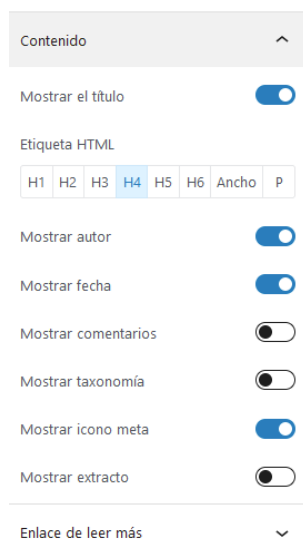 Contenido
Mostrar el título
Etiqueta HTML
H1 H2 H3 H4 H5 H6 Ancho P
Mostrar autor
Mostrar fecha
Mostrar comentarios
Mostrar taxonomía
Mostrar icono meta
Mostrar extracto
Enlace de leer más